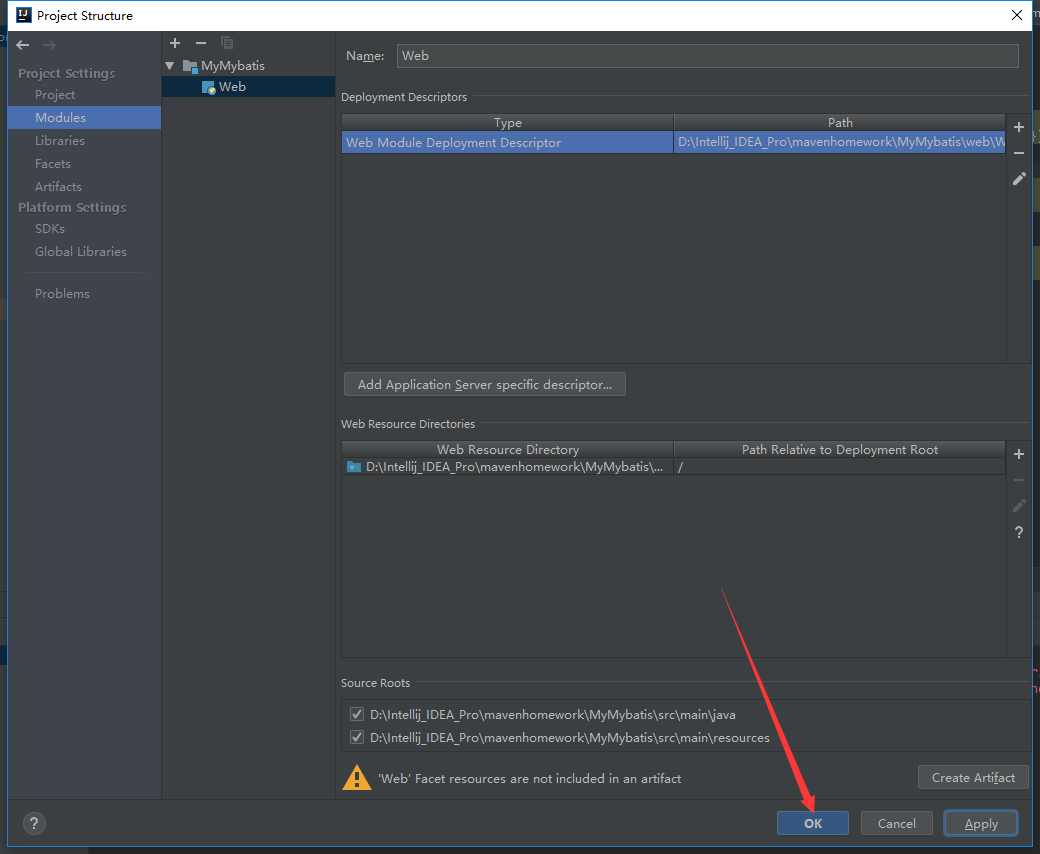 Project Structure
Project Settings
Project
Modules
Libraries
Facets
Artifacts
Platform Settings
SDKs
Global Libraries
Problems
MyMybatis
Web
Name: Web
Deployment Descriptors
Type Path
Web Module Deployment Descriptor D:\Intellij_IDEA_Pro\mavenhomework\MyMybatis\web\W
Add Application Server specific descriptor...
Web Resource Directories
Web Resource Directory Path Relative to Deployment Root
D:\Intellij_IDEA_Pro\mavenhomework\MyMybatis\... /
?
Source Roots
D:\Intellij_IDEA_Pro\mavenhomework\MyMybatis\src\main\java
D:\Intellij_IDEA_Pro\mavenhomework\MyMybatis\src\main\resources
'Web' Facet resources are not included in an artifact Create Artifact
? OK Cancel Apply